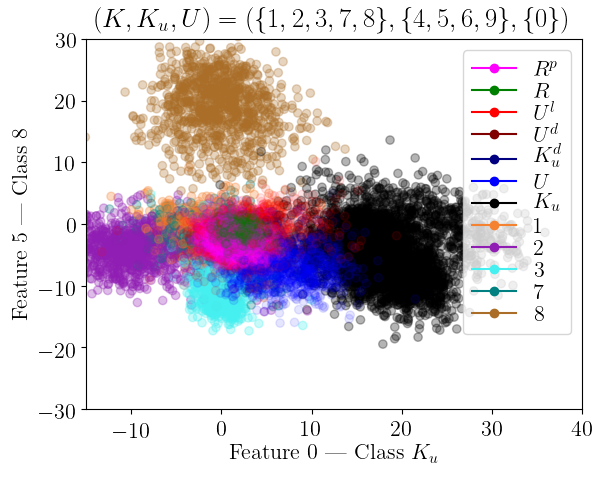 (K, K_u, U) = ({1, 2, 3, 7, 8}, {4, 5, 6, 9}, {0})
30
20
10
0
−10
−20
−30
Feature 5 — Class 8
R^p
R
U^l
U^d
K_u^d
U
K_u
1
2
3
7
8
−10
0
10
20
30
40
Feature 0 — Class K_u